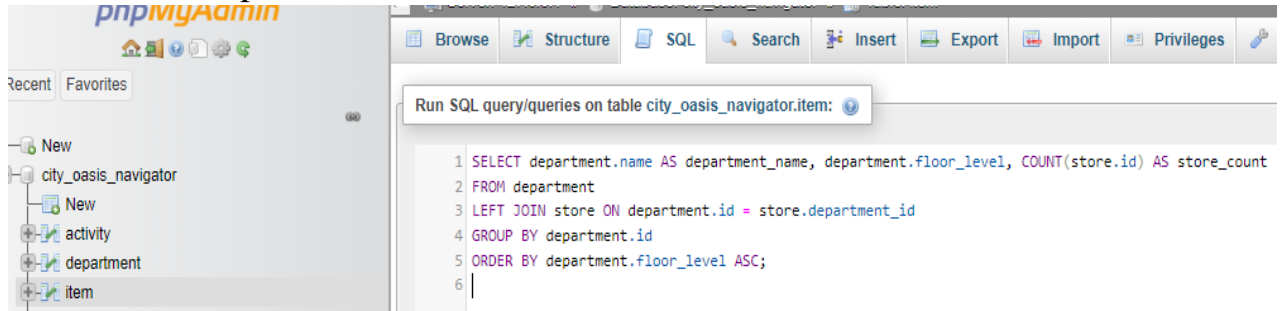 phpMyAdmin
Recent Favorites
New
city_oasis_navigator
New
activity
department
item
Browse Structure SQL Search Insert Export Import Privileges
Run SQL query/queries on table city_oasis_navigator.item:
1 SELECT department.name AS department_name, department.floor_level, COUNT(store.id) AS store_count
2 FROM department
3 LEFT JOIN store ON department.id = store.department_id
4 GROUP BY department.id
5 ORDER BY department.floor_level ASC;
6